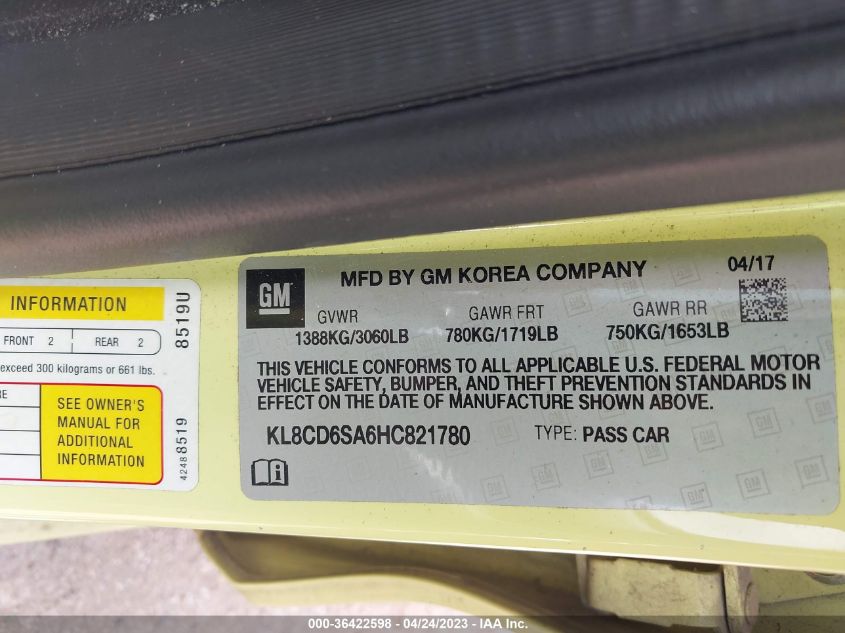 INFORMATION
FRONT 2 REAR 2
exceed 300 kilograms or 661 lbs.
SEE OWNER'S
MANUAL FOR
ADDITIONAL
INFORMATION
8519U
42488519
GM
MFD BY GM KOREA COMPANY
04/17
GVWR GAWR FRT GAWR RR
1388KG/3060LB 780KG/1719LB 750KG/1653LB
THIS VEHICLE CONFORMS TO ALL APPLICABLE U.S. FEDERAL MOTOR
VEHICLE SAFETY, BUMPER, AND THEFT PREVENTION STANDARDS IN
EFFECT ON THE DATE OF MANUFACTURE SHOWN ABOVE.
KL8CD6SA6HC821780 TYPE: PASS CAR
000-36422598 - 04/24/2023 - IAA Inc.